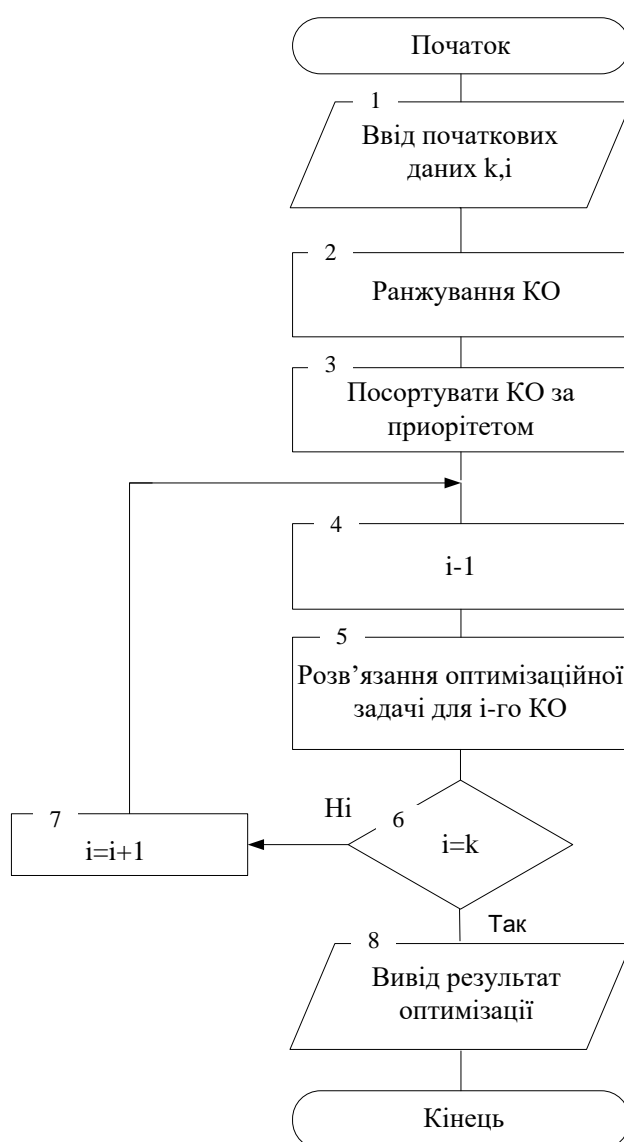 Початок
1
Ввід початкових
даних k,i
2
Ранжування КО
3
Посортувати КО за
приорітетом
4
i-1
5
Розв’язання оптимізаційної
задачі для i-го КО
6
i=k
Ні
7
i=i+1
Так
8
Вивід результат
оптимізації
Кінець